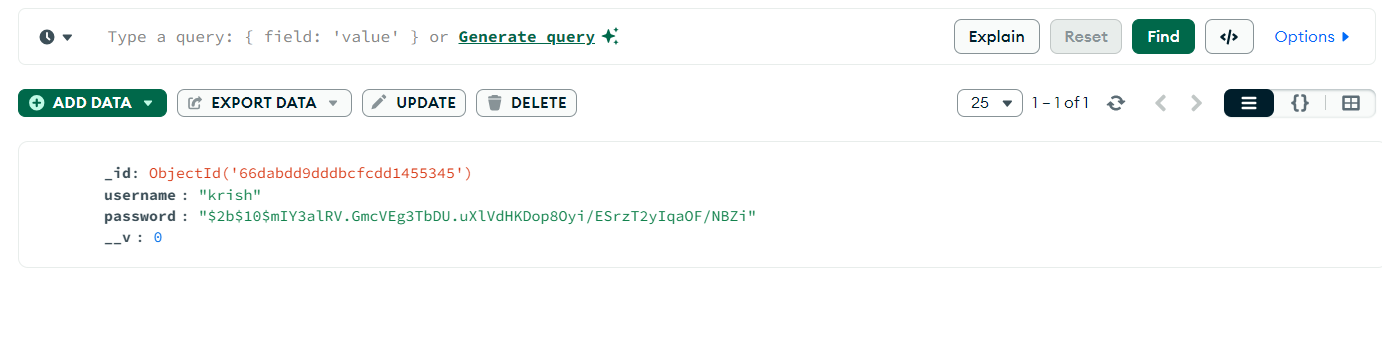 Type a query: { field: 'value' } or Generate query Explain Reset Find </> Options
ADD DATA EXPORT DATA UPDATE DELETE 25 1 – 1 of 1 {}
_id: ObjectId('66dabdd9dddbcfcdd1455345')
username : "krish"
password : "$2b$10$mIY3alRV.GmcVEg3TbDU.uXlVdHKDop8Oyi/ESrzT2yIqaOF/NBZi"
__v : 0